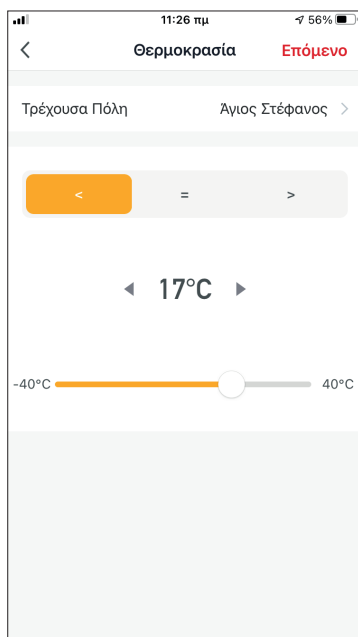 11:26 πμ 56%
Θερμοκρασία Επόμενο
Τρέχουσα Πόλη Άγιος Στέφανος >
< = >
17°C
-40°C 40°C